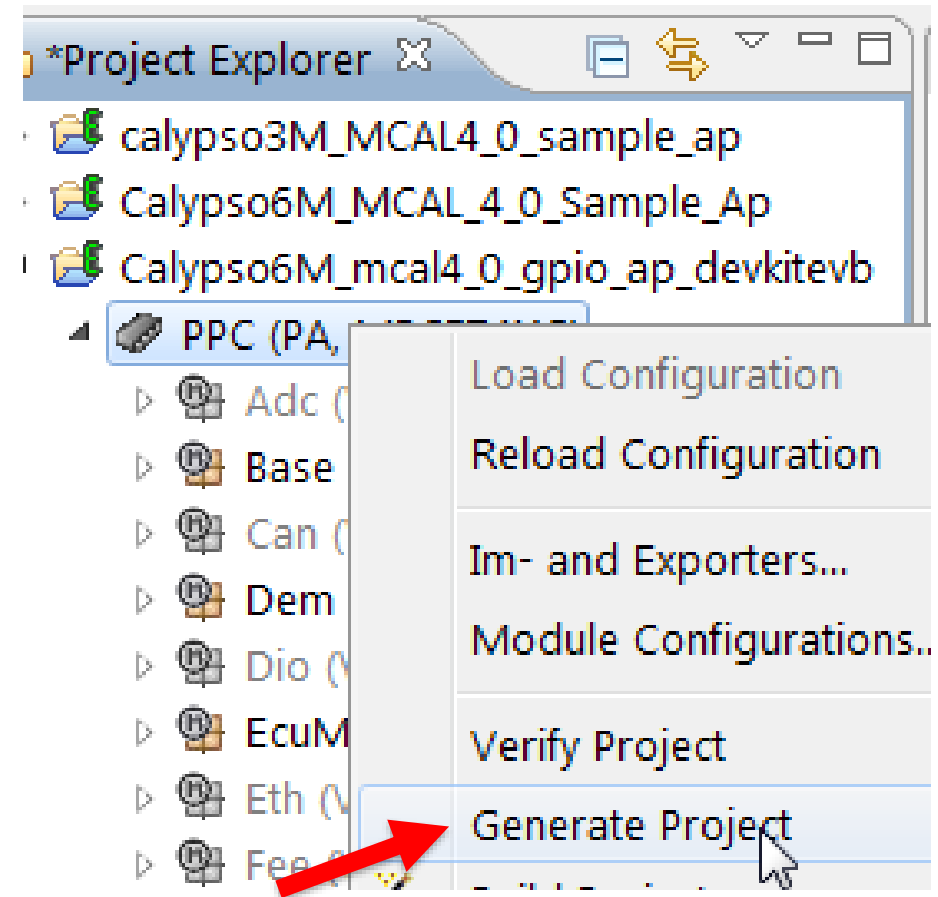 *Project Explorer
calypso3M_MCAL4_0_sample_ap
Calypso6M_MCAL_4_0_Sample_Ap
Calypso6M_mcal4_0_gpio_ap_devkitevb
PPC (PA,
Load Configuration
Adc (
Reload Configuration
Base
Can (
Im- and Exporters...
Dem
Module Configurations..
Dio (
EcuM
Verify Project
Eth (
Generate Project
Fee